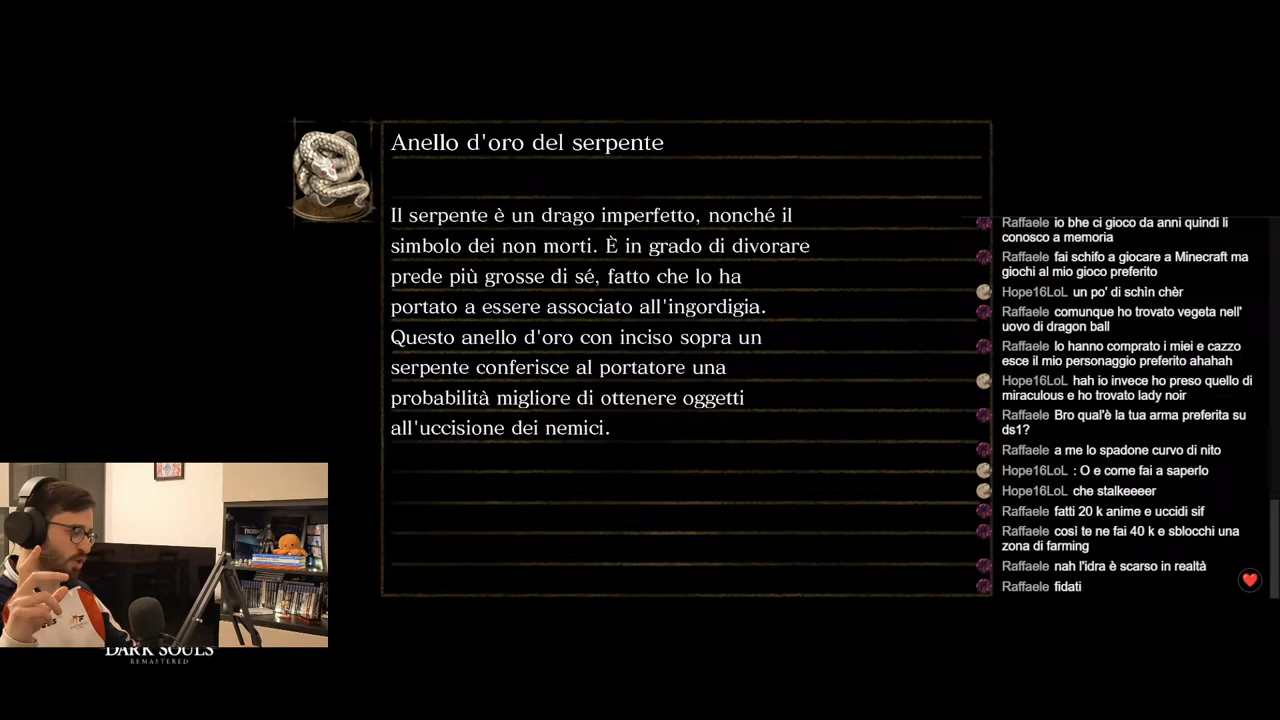 Anello d'oro del serpente
Il serpente è un drago imperfetto, nonché il
simbolo dei non morti. È in grado di divorare
prede più grosse di sé, fatto che lo ha
portato a essere associato all'ingordigia.
Questo anello d'oro con inciso sopra un
serpente conferisce al portatore una
probabilità migliore di ottenere oggetti
all'uccisione dei nemici.
Raffaele io bhe ci gioco da anni quindi li
conosco a memoria
Raffaele fai schifo a giocare a Minecraft ma
giochi al mio gioco preferito
Hope16LoL un po' di schìn chèr
Raffaele comunque ho trovato vegeta nell'
uovo di dragon ball
Raffaele lo hanno comprato i miei e cazzo
esce il mio personaggio preferito ahahah
Hope16LoL hah io invece ho preso quello di
miraculous e ho trovato lady noir
Raffaele Bro qual'è la tua arma preferita su
ds1?
Raffaele a me lo spadone curvo di nito
Hope16LoL : O e come fai a saperlo
Hope16LoL che stalkeeeer
Raffaele fatti 20 k anime e uccidi sif
Raffaele così te ne fai 40 k e sblocchi una
zona di farming
Raffaele nah l'idra è scarso in realtà
Raffaele fidati
DARK SOULS
REMASTERED